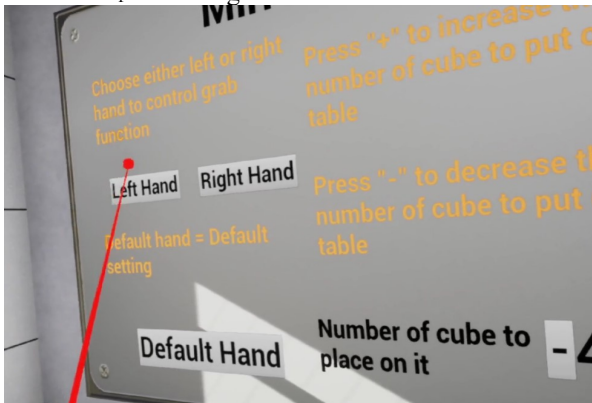 Choose either left or right
hand to control grab
function
Left Hand
Right Hand
Default hand = Default
setting
Default Hand
Press "+" to increase
number of cube to put
table
Press "-" to decrease
number of cube to put
table
Number of cube to
place on it
-